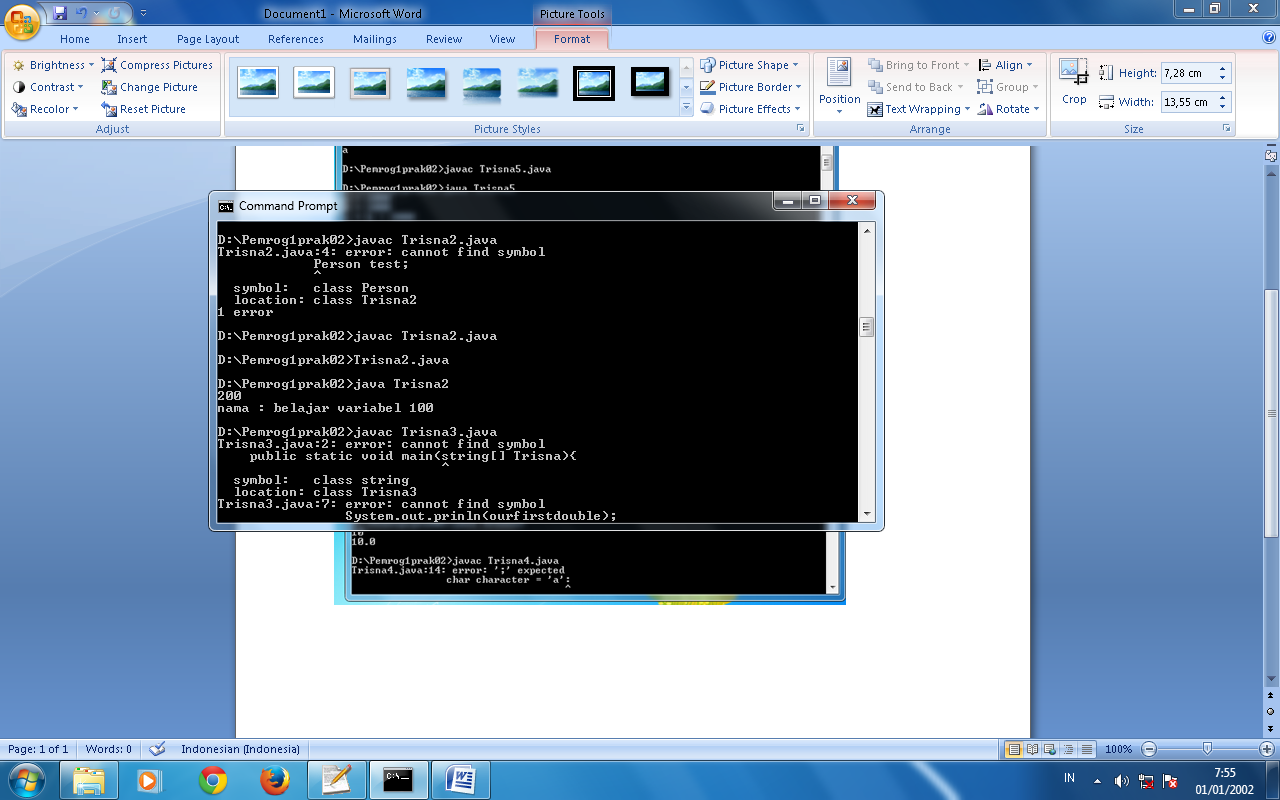 Document1 - Microsoft Word
Picture Tools
Home Insert Page Layout References Mailings Review View Format
Brightness
Contrast
Recolor
Compress Pictures
Change Picture
Reset Picture
Adjust
Picture Styles
Picture Shape
Picture Border
Picture Effects
Position
Bring to Front
Send to Back
Text Wrapping
Align
Group
Rotate
Arrange
Crop
Height: 7,28 cm
Width: 13,55 cm
Size
a
D:\Pemrog1prak02>javac Trisna5.java
D:\Pemrog1prak02>java Trisna5
Command Prompt
D:\Pemrog1prak02>javac Trisna2.java
Trisna2.java:4: error: cannot find symbol
Person test;
^
symbol:   class Person
location: class Trisna2
1 error
D:\Pemrog1prak02>javac Trisna2.java
D:\Pemrog1prak02>Trisna2.java
D:\Pemrog1prak02>java Trisna2
200
nama : belajar variabel 100
D:\Pemrog1prak02>javac Trisna3.java
Trisna3.java:2: error: cannot find symbol
public static void main(string[] Trisna){
^
symbol:   class string
location: class Trisna3
Trisna3.java:7: error: cannot find symbol
System.out.prinln(ourfirstdouble);
10.0
D:\Pemrog1prak02>javac Trisna4.java
Trisna4.java:14: error: ';' expected
char character = 'a':
^
Page: 1 of 1 Words: 0 Indonesian (Indonesia) 100%
IN
7:55
01/01/2002